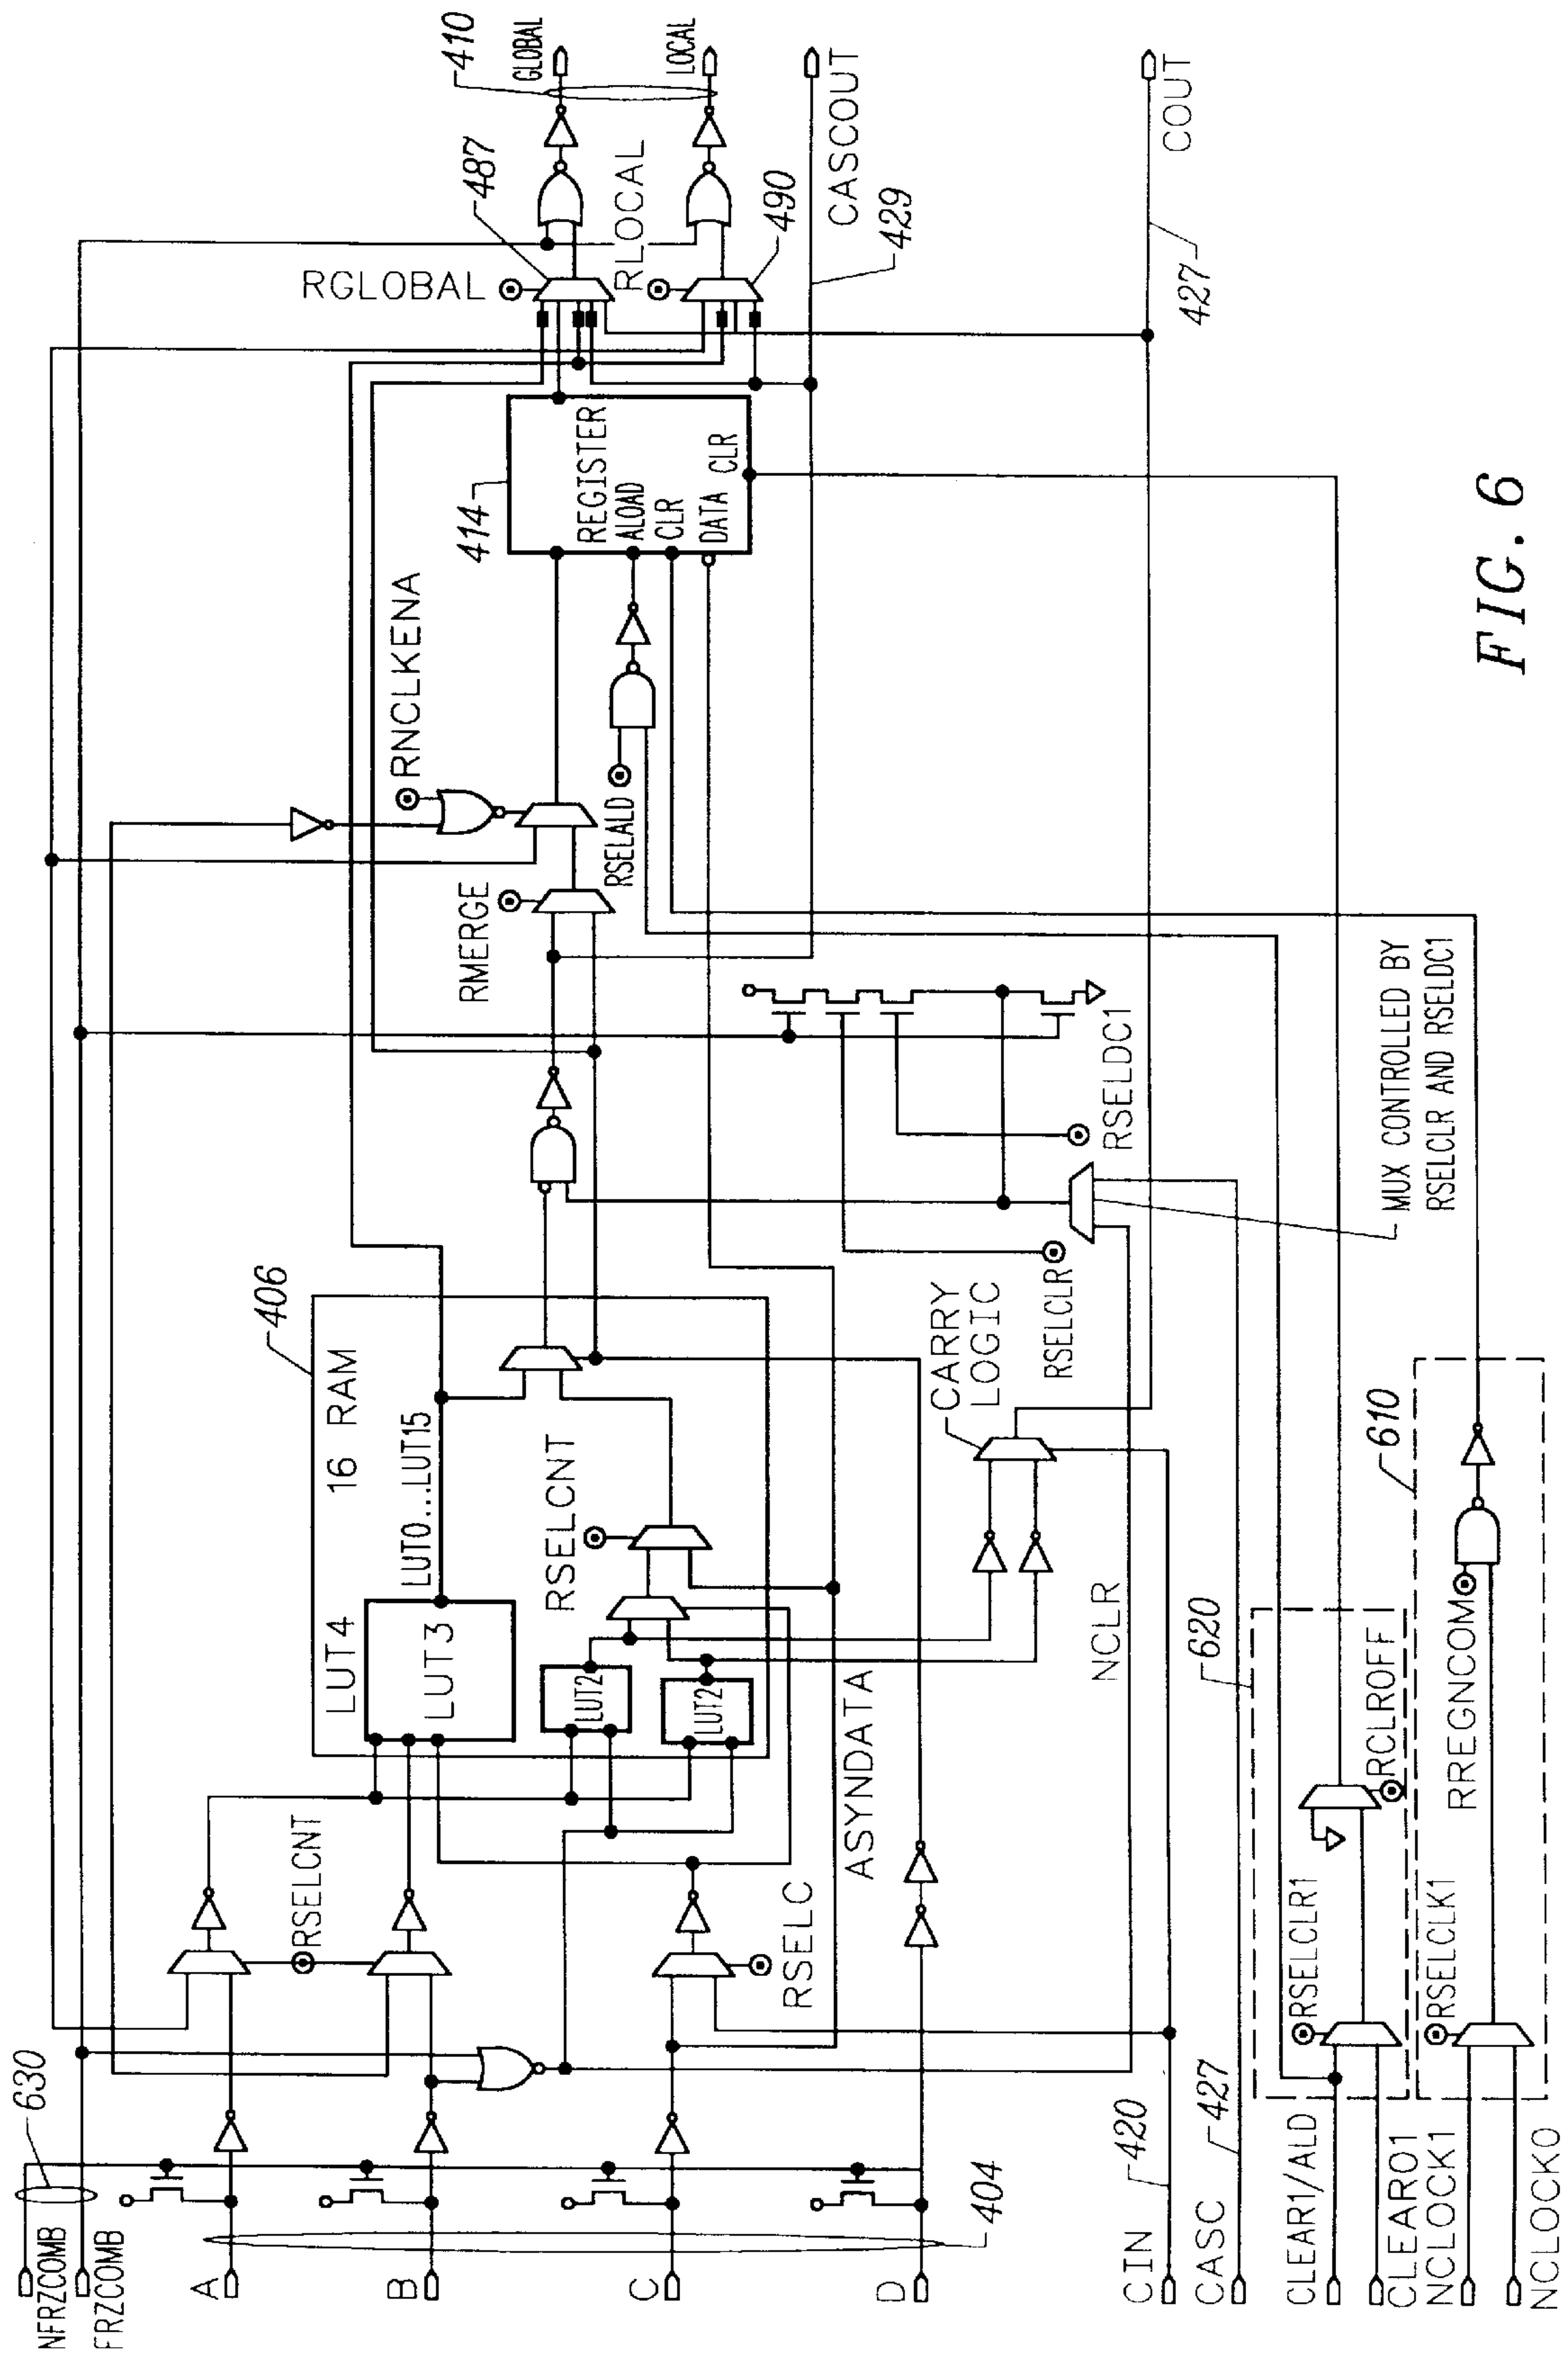 630
NFRZCOMB
FRZCOMB
A
B
C
D
404
CIN
420
CASC
427
CLEAR1/ALD
CLEAR01
NCLOCK1
NCLOCK0
RSELCNT
RSELC
ASYNDATA
NCLR
620
RSELCLR1
RCLROFF
RSELCLK1
RREGNCOM
610
406
16 RAM
LUT4
LUT3
LUT0...LUT15
LUT2
LUT2
RSELCNT
CARRY
LOGIC
RSELCLR
RSELDC1
MUX CONTROLLED BY
RSELCLR AND RSELDC1
RMERGE
RNCLKENA
RSELALD
414
REGISTER
ALOAD
CLR
DATA
CLR
RGLOBAL
487
RLOCAL
490
410
GLOBAL
LOCAL
CASCOUT
429
COUT
427
FIG. 6